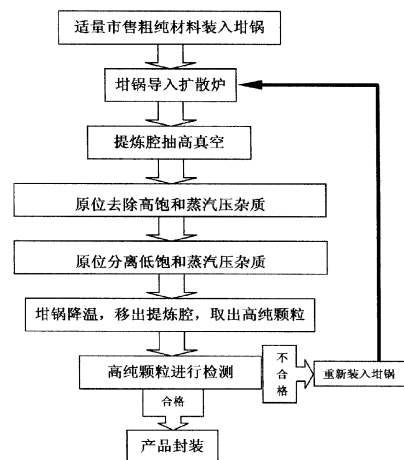 适量市售粗纯材料装入坩锅
坩锅导入扩散炉
提炼腔抽高真空
原位去除高饱和蒸汽压杂质
原位分离低饱和蒸汽压杂质
坩锅降温，移出提炼腔，取出高纯颗粒
高纯颗粒进行检测
不合格
重新装入坩锅
合格
产品封装